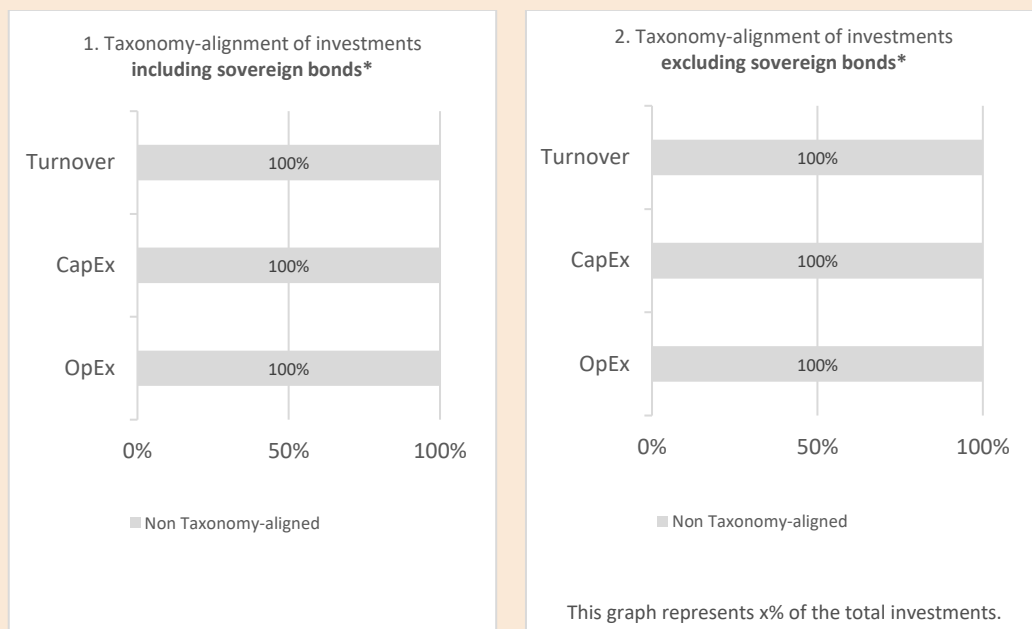 1. Taxonomy-alignment of investments
including sovereign bonds*
Turnover
100%
CapEx
100%
OpEx
100%
0%
50%
100%
Non Taxonomy-aligned
2. Taxonomy-alignment of investments
excluding sovereign bonds*
Turnover
100%
CapEx
100%
OpEx
100%
0%
50%
100%
Non Taxonomy-aligned
This graph represents x% of the total investments.